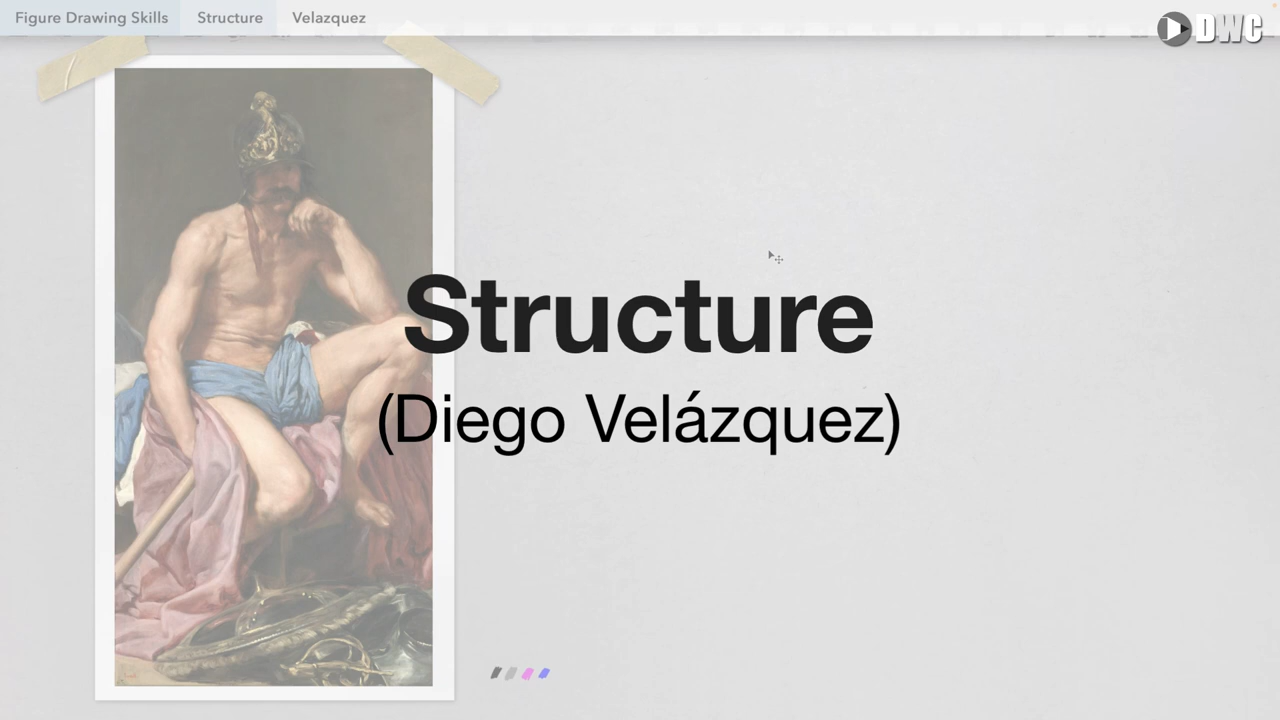 Figure Drawing Skills Structure Velazquez
DWC
Structure
(Diego Velázquez)